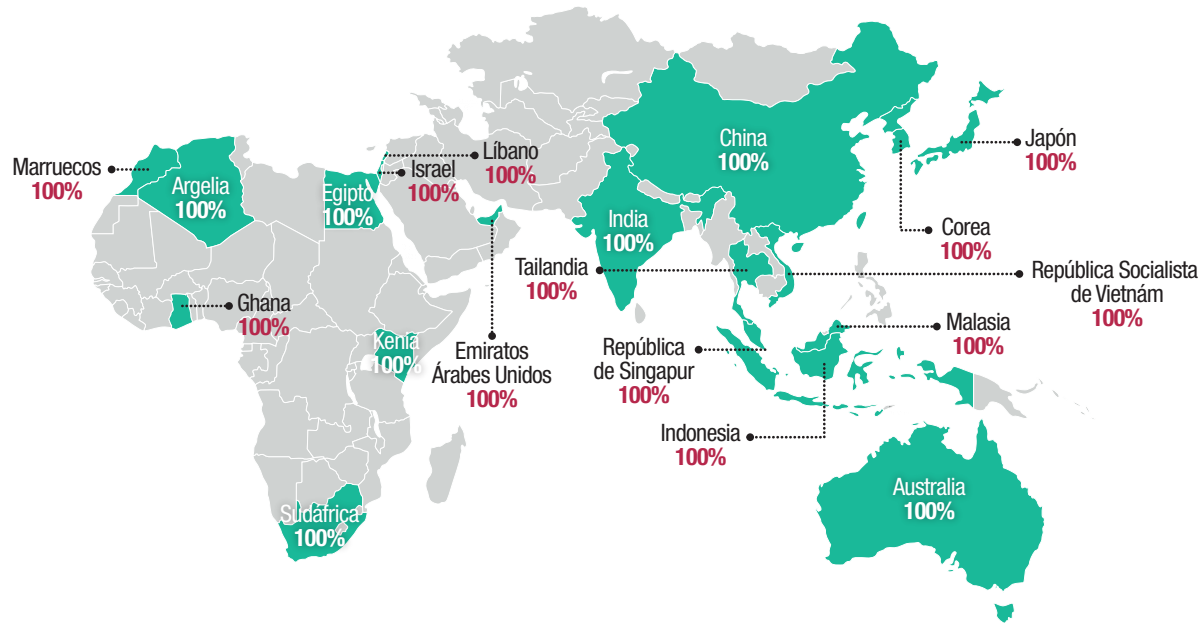 Marruecos
100%
Argelia
100%
Egipto
100%
Líbano
100%
Israel
100%
Ghana
100%
Kenia
100%
Sudáfrica
100%
Emiratos
Árabes Unidos
100%
China
100%
India
100%
Japón
100%
Corea
100%
Tailandia
100%
República Socialista
de Vietnám
100%
Malasia
100%
República
de Singapur
100%
Indonesia
100%
Australia
100%